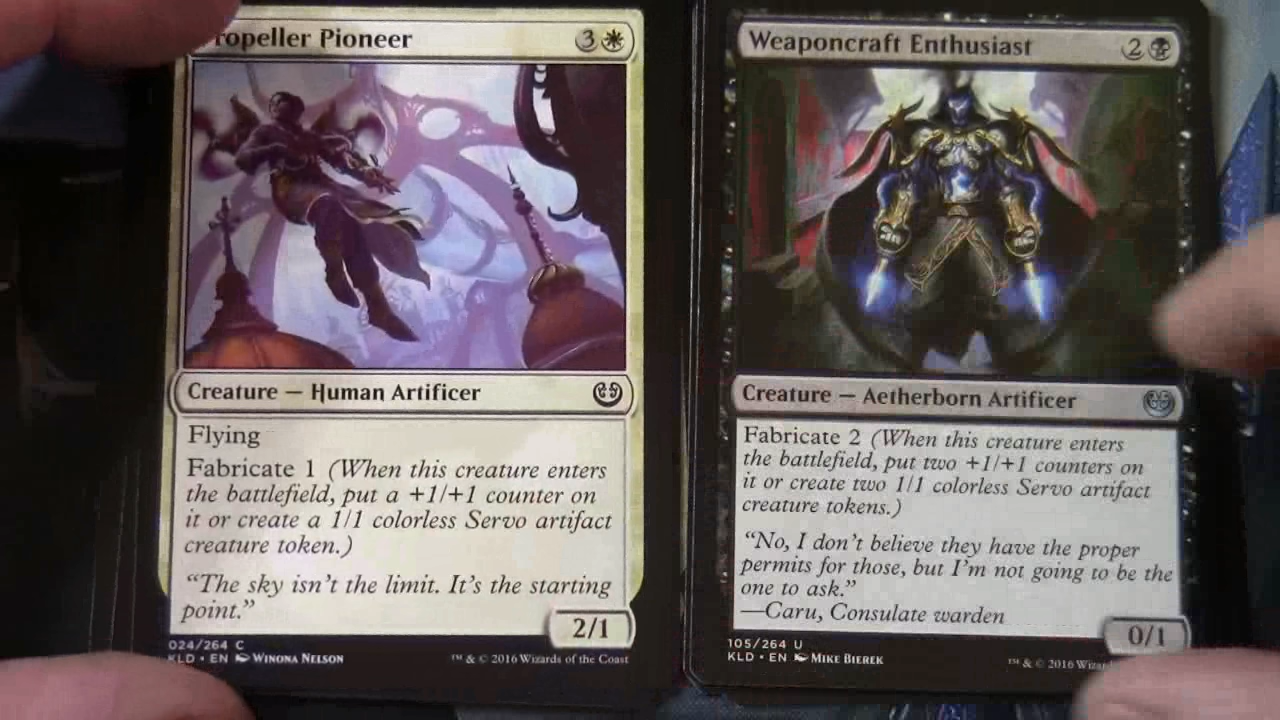 ropeller Pioneer
3
Creature — Human Artificer
Flying
Fabricate 1 (When this creature enters
the battlefield, put a +1/+1 counter on
it or create a 1/1 colorless Servo artifact
creature token.)
“The sky isn’t the limit. It’s the starting
point.”
2/1
024/264 C
KLD • EN WINONA NELSON
™ & © 2016 Wizards of the Coast
Weaponcraft Enthusiast
2
Creature — Aetherborn Artificer
Fabricate 2 (When this creature enters
the battlefield, put two +1/+1 counters on
it or create two 1/1 colorless Servo artifact
creature tokens.)
“No, I don’t believe they have the proper
permits for those, but I’m not going to be the
one to ask.”
—Caru, Consulate warden
0/1
105/264 U
KLD • EN MIKE BIEREK
™ & © 2016 Wizar